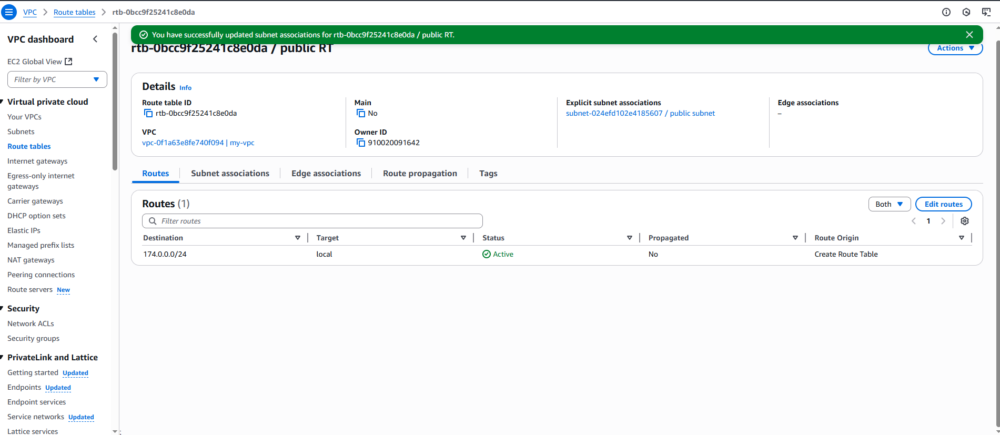 VPC > Route tables > rtb-0bcc9f25241c8e0da
VPC dashboard
EC2 Global View
Filter by VPC
Virtual private cloud
Your VPCs
Subnets
Route tables
Internet gateways
Egress-only internet
gateways
Carrier gateways
DHCP option sets
Elastic IPs
Managed prefix lists
NAT gateways
Peering connections
Route servers New
Security
Network ACLs
Security groups
PrivateLink and Lattice
Getting started Updated
Endpoints Updated
Endpoint services
Service networks Updated
Lattice services
You have successfully updated subnet associations for rtb-0bcc9f25241c8e0da / public RT.
rtb-0bcc9f25241c8e0da / public RT
Actions
Details Info
Route table ID
rtb-0bcc9f25241c8e0da
Main
No
Explicit subnet associations
subnet-024efd102e4185607 / public subnet
Edge associations
–
VPC
vpc-0f1a63e8fe740f094 | my-vpc
Owner ID
910020091642
Routes
Subnet associations
Edge associations
Route propagation
Tags
Routes (1)
Both
Edit routes
Filter routes
1
Destination Target Status Propagated Route Origin
174.0.0.0/24 local Active No Create Route Table